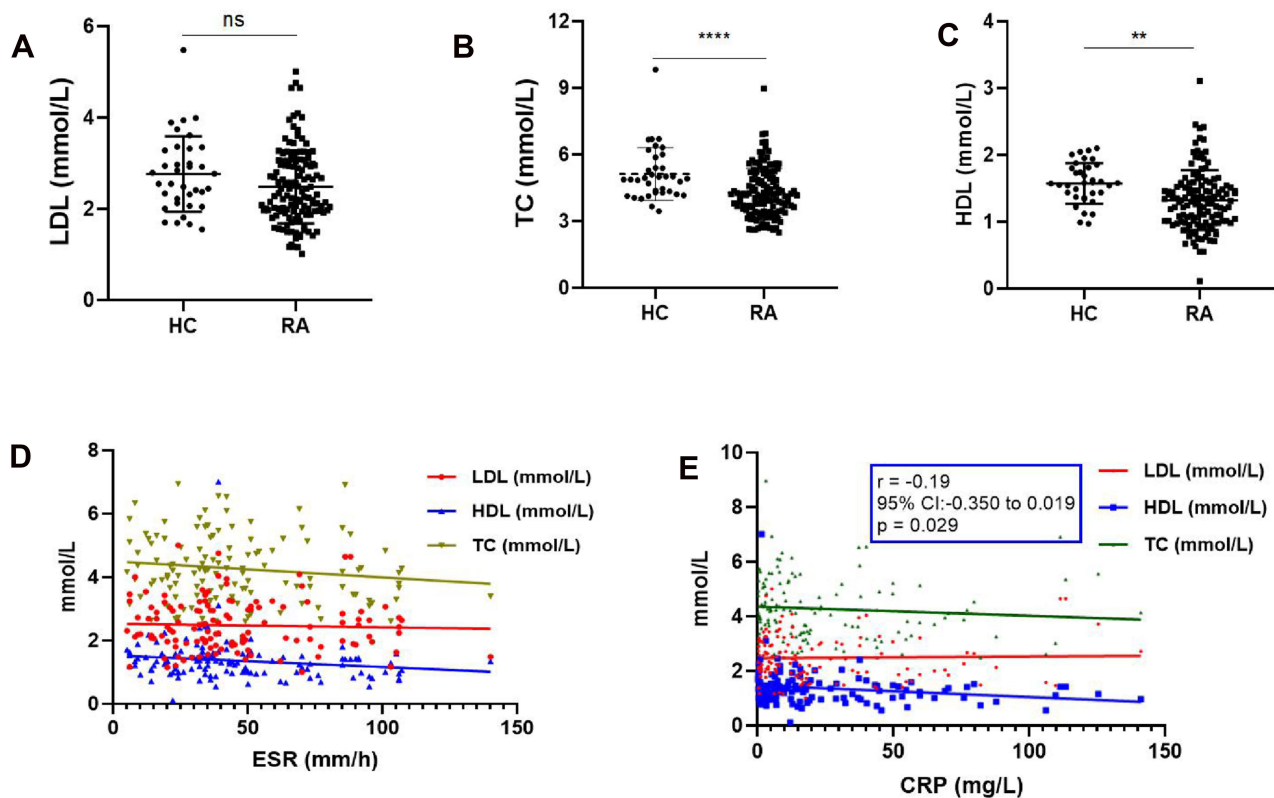 A
ns
LDL (mmol/L)
6
4
2
0
HC RA
B
****
TC (mmol/L)
12
9
6
3
0
HC RA
C
**
HDL (mmol/L)
4
3
2
1
0
HC RA
D
mmol/L
8
6
4
2
0
0 50 100 150
ESR (mm/h)
LDL (mmol/L)
HDL (mmol/L)
TC (mmol/L)
E
mmol/L
10
8
6
4
2
0
0 50 100 150
CRP (mg/L)
r = -0.19
95% CI:-0.350 to 0.019
p = 0.029
LDL (mmol/L)
HDL (mmol/L)
TC (mmol/L)